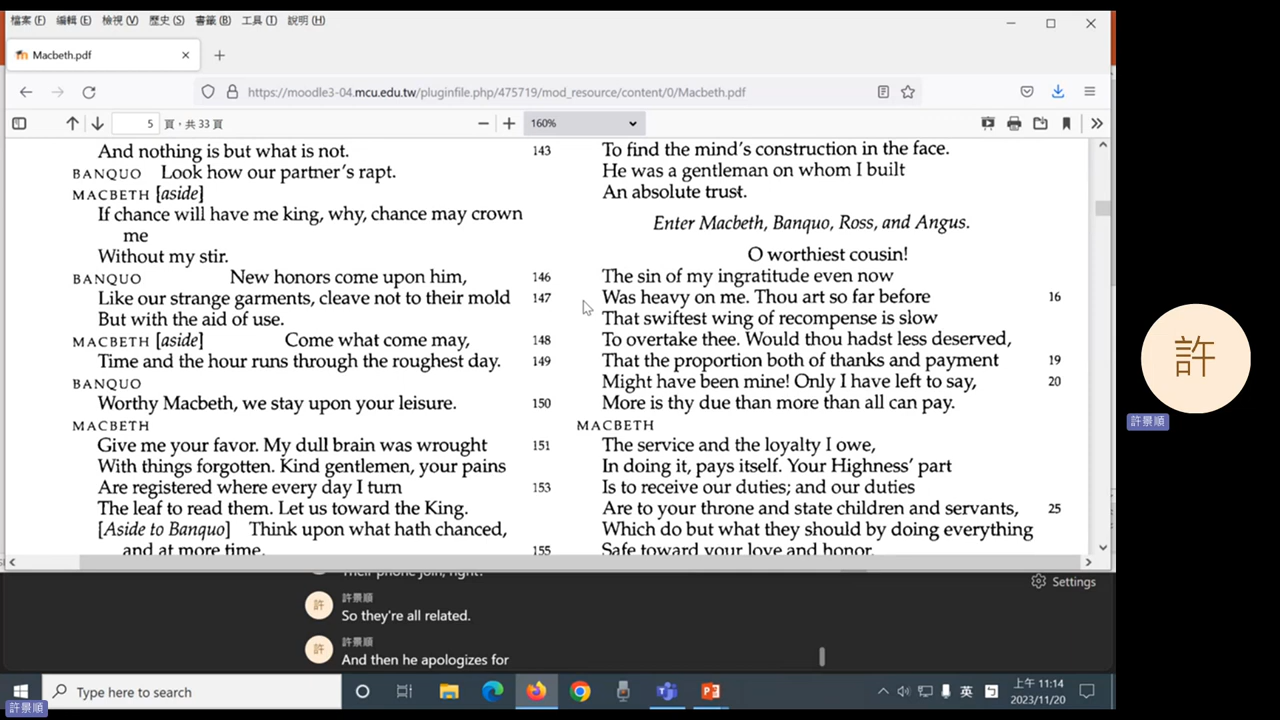 檔案(F) 編輯(E) 檢視(V) 歷史(S) 書籤(B) 工具(T) 說明(H)
Macbeth.pdf
https://moodle3-04.mcu.edu.tw/pluginfile.php/475719/mod_resource/content/0/Macbeth.pdf
5 頁，共 33 頁
160%
And nothing is but what is not. 143
BANQUO Look how our partner's rapt.
MACBETH [aside]
If chance will have me king, why, chance may crown
me
Without my stir.
BANQUO New honors come upon him, 146
Like our strange garments, cleave not to their mold 147
But with the aid of use.
MACBETH [aside] Come what come may, 148
Time and the hour runs through the roughest day. 149
BANQUO
Worthy Macbeth, we stay upon your leisure. 150
MACBETH
Give me your favor. My dull brain was wrought 151
With things forgotten. Kind gentlemen, your pains
Are registered where every day I turn 153
The leaf to read them. Let us toward the King.
[Aside to Banquo] Think upon what hath chanced,
and at more time, 155
To find the mind's construction in the face.
He was a gentleman on whom I built
An absolute trust.
Enter Macbeth, Banquo, Ross, and Angus.
O worthiest cousin!
The sin of my ingratitude even now
Was heavy on me. Thou art so far before 16
That swiftest wing of recompense is slow
To overtake thee. Would thou hadst less deserved,
That the proportion both of thanks and payment 19
Might have been mine! Only I have left to say, 20
More is thy due than more than all can pay.
MACBETH
The service and the loyalty I owe,
In doing it, pays itself. Your Highness' part
Is to receive our duties; and our duties
Are to your throne and state children and servants, 25
Which do but what they should by doing everything
Safe toward your love and honor.
Their phone join, right?
Settings
許 許景順
So they're all related.
許 許景順
And then he apologizes for
許
許景順
Type here to search
英
上午 11:14
2023/11/20
許景順